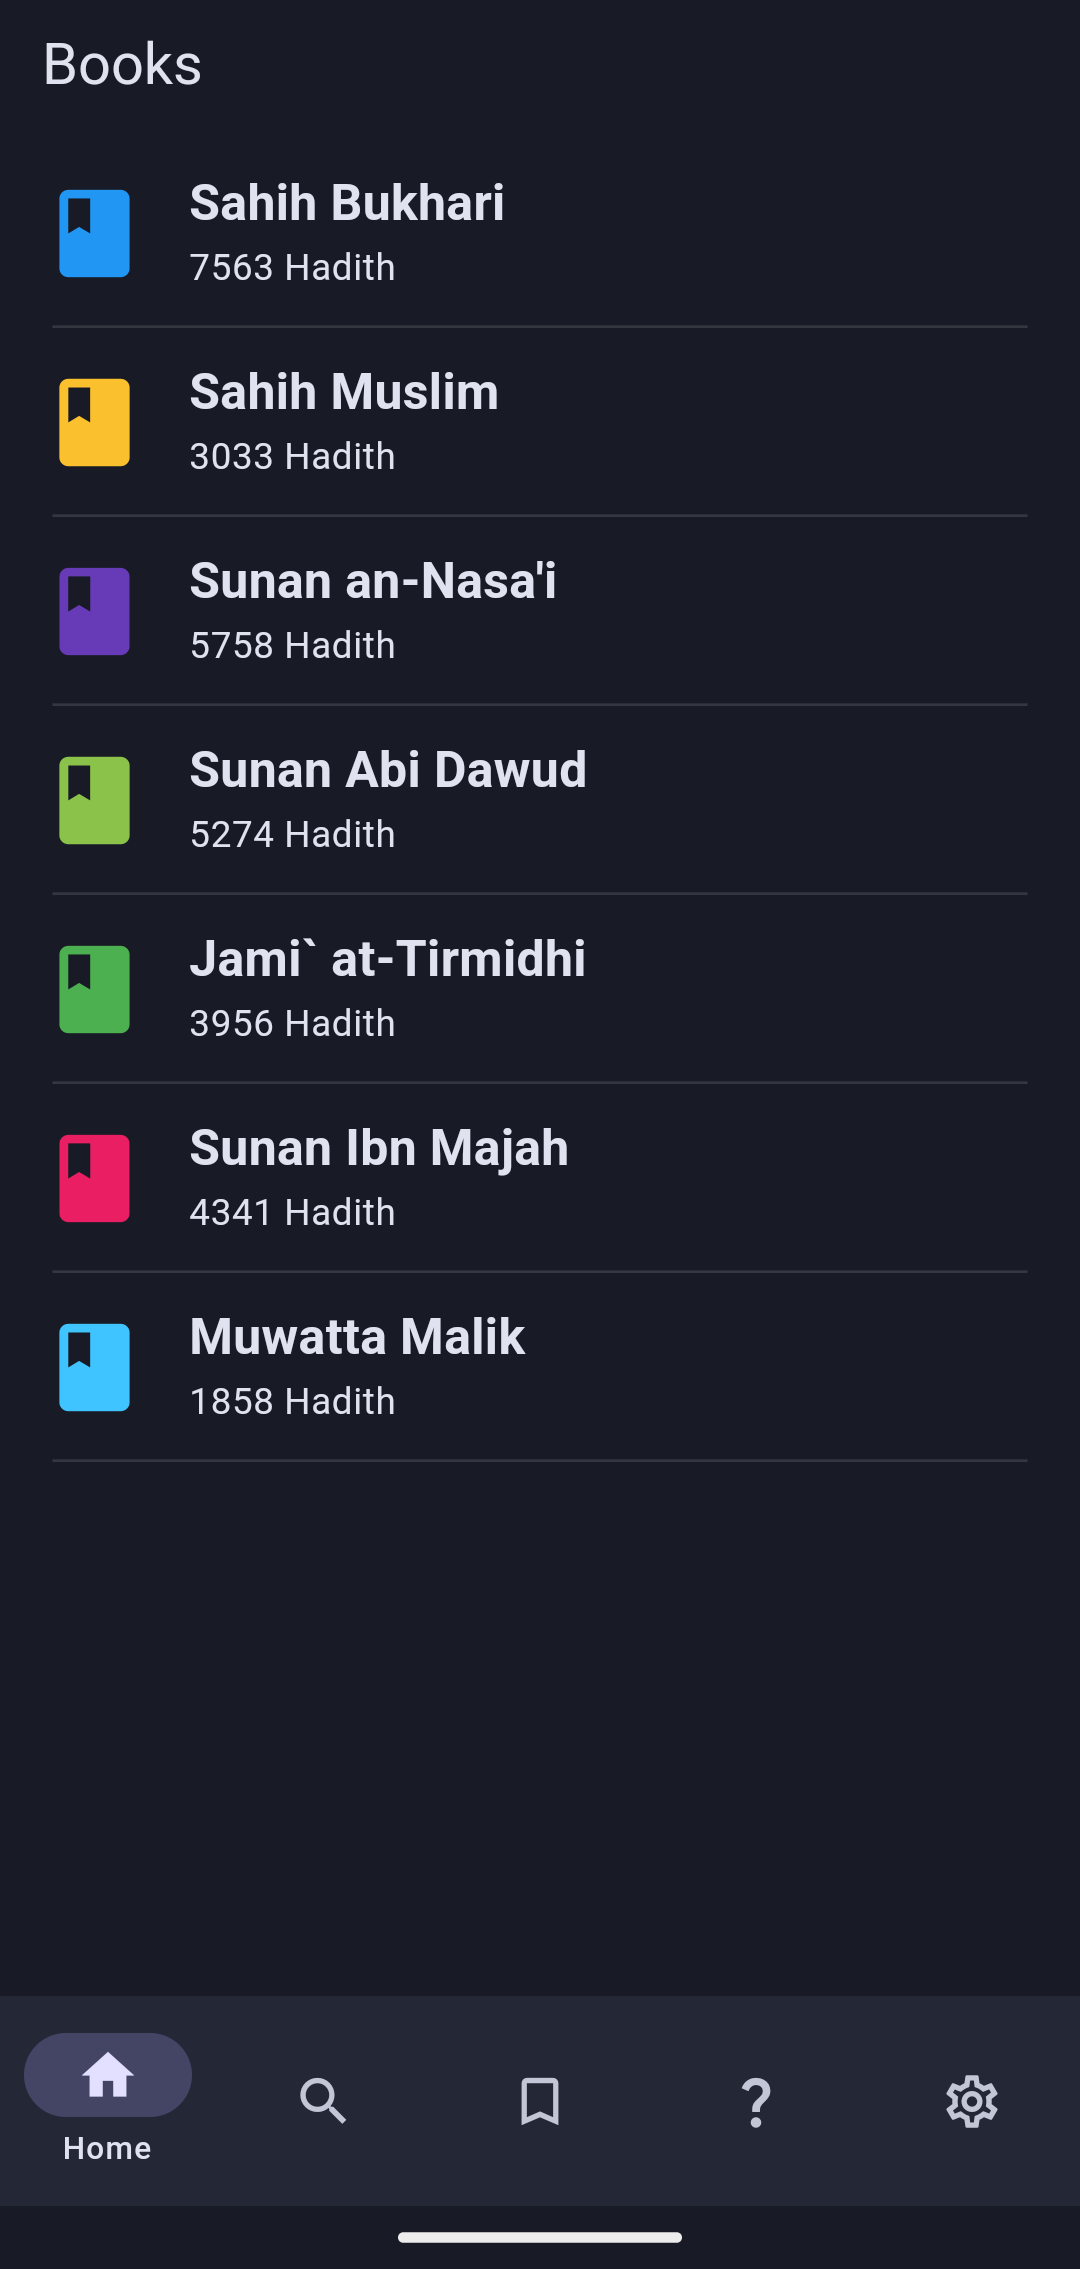 Books
Sahih Bukhari
7563 Hadith
Sahih Muslim
3033 Hadith
Sunan an-Nasa'i
5758 Hadith
Sunan Abi Dawud
5274 Hadith
Jami` at-Tirmidhi
3956 Hadith
Sunan Ibn Majah
4341 Hadith
Muwatta Malik
1858 Hadith
Home